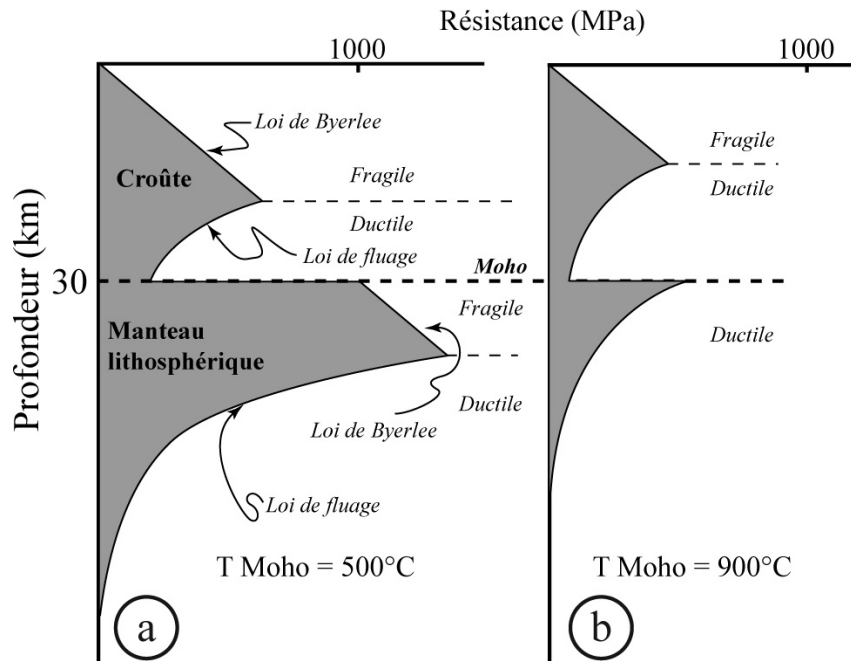 Résistance (MPa)
1000
1000
Profondeur (km)
30
Loi de Byerlee
Croûte
Fragile
Ductile
Loi de fluage
Moho
Manteau
lithosphérique
Fragile
Ductile
Loi de Byerlee
Loi de fluage
T Moho = 500°C
a
Fragile
Ductile
Ductile
T Moho = 900°C
b